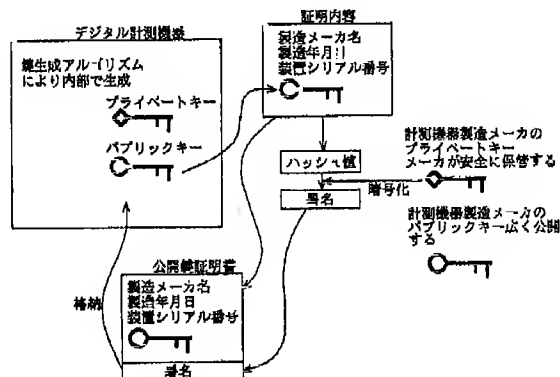 デジタル計測機器
鍵生成アルゴリズム
により内部で生成
プライベートキー
パブリックキー
証明内容
製造メーカ名
製造年月日
装置シリアル番号
ハッシュ値
暗号化
署名
計測機器製造メーカの
プライベートキー
メーカが安全に保管する
計測機器製造メーカの
パブリックキー広く公開
する
公開鍵証明書
製造メーカ名
製造年月日
装置シリアル番号
署名
格納